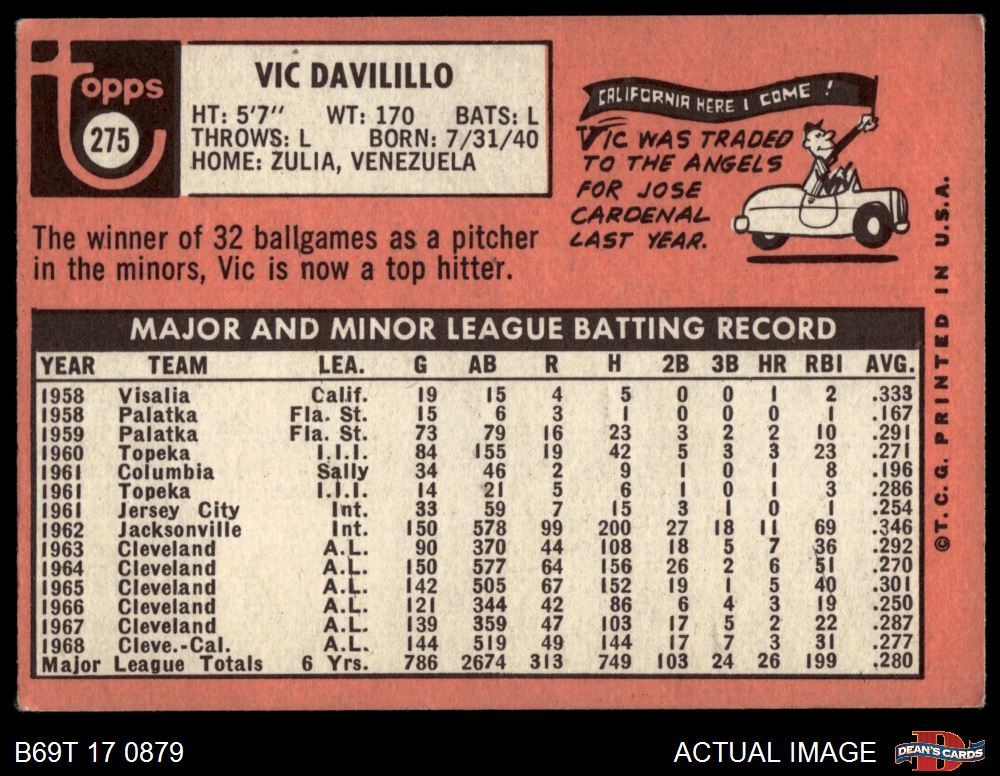 topps
275
VIC DAVILILLO
HT: 5'7" WT: 170 BATS: L
THROWS: L BORN: 7/31/40
HOME: ZULIA, VENEZUELA
CALIFORNIA HERE I COME !
VIC WAS TRADED
TO THE ANGELS
FOR JOSE
CARDENAL
LAST YEAR.
The winner of 32 ballgames as a pitcher
in the minors, Vic is now a top hitter.
MAJOR AND MINOR LEAGUE BATTING RECORD
YEAR TEAM LEA. G AB R H 2B 3B HR RBI AVG.
1958 Visalia Calif. 19 15 4 5 0 0 1 2 .333
1958 Palatka Fla. St. 15 6 3 1 0 0 0 1 .167
1959 Palatka Fla. St. 73 79 16 23 3 2 2 10 .291
1960 Topeka I.I.I. 84 155 19 42 5 3 3 23 .271
1961 Columbia Sally 34 46 2 9 1 0 1 8 .196
1961 Topeka I.I.I. 14 21 5 6 1 0 1 3 .286
1961 Jersey City Int. 33 59 7 15 3 1 0 1 .254
1962 Jacksonville Int. 150 578 99 200 27 18 11 69 .346
1963 Cleveland A.L. 90 370 44 108 18 5 7 36 .292
1964 Cleveland A.L. 150 577 64 156 26 2 6 51 .270
1965 Cleveland A.L. 142 505 67 152 19 1 5 40 .301
1966 Cleveland A.L. 121 344 42 86 6 4 3 19 .250
1967 Cleveland A.L. 139 359 47 103 17 5 2 22 .287
1968 Cleve.-Cal. A.L. 144 519 49 144 17 7 3 31 .277
Major League Totals 6 Yrs. 786 2674 313 749 103 24 26 199 .280
© T. C. G. PRINTED IN U.S.A.
B69T 17 0879
ACTUAL IMAGE
D
DEAN'S CARDS